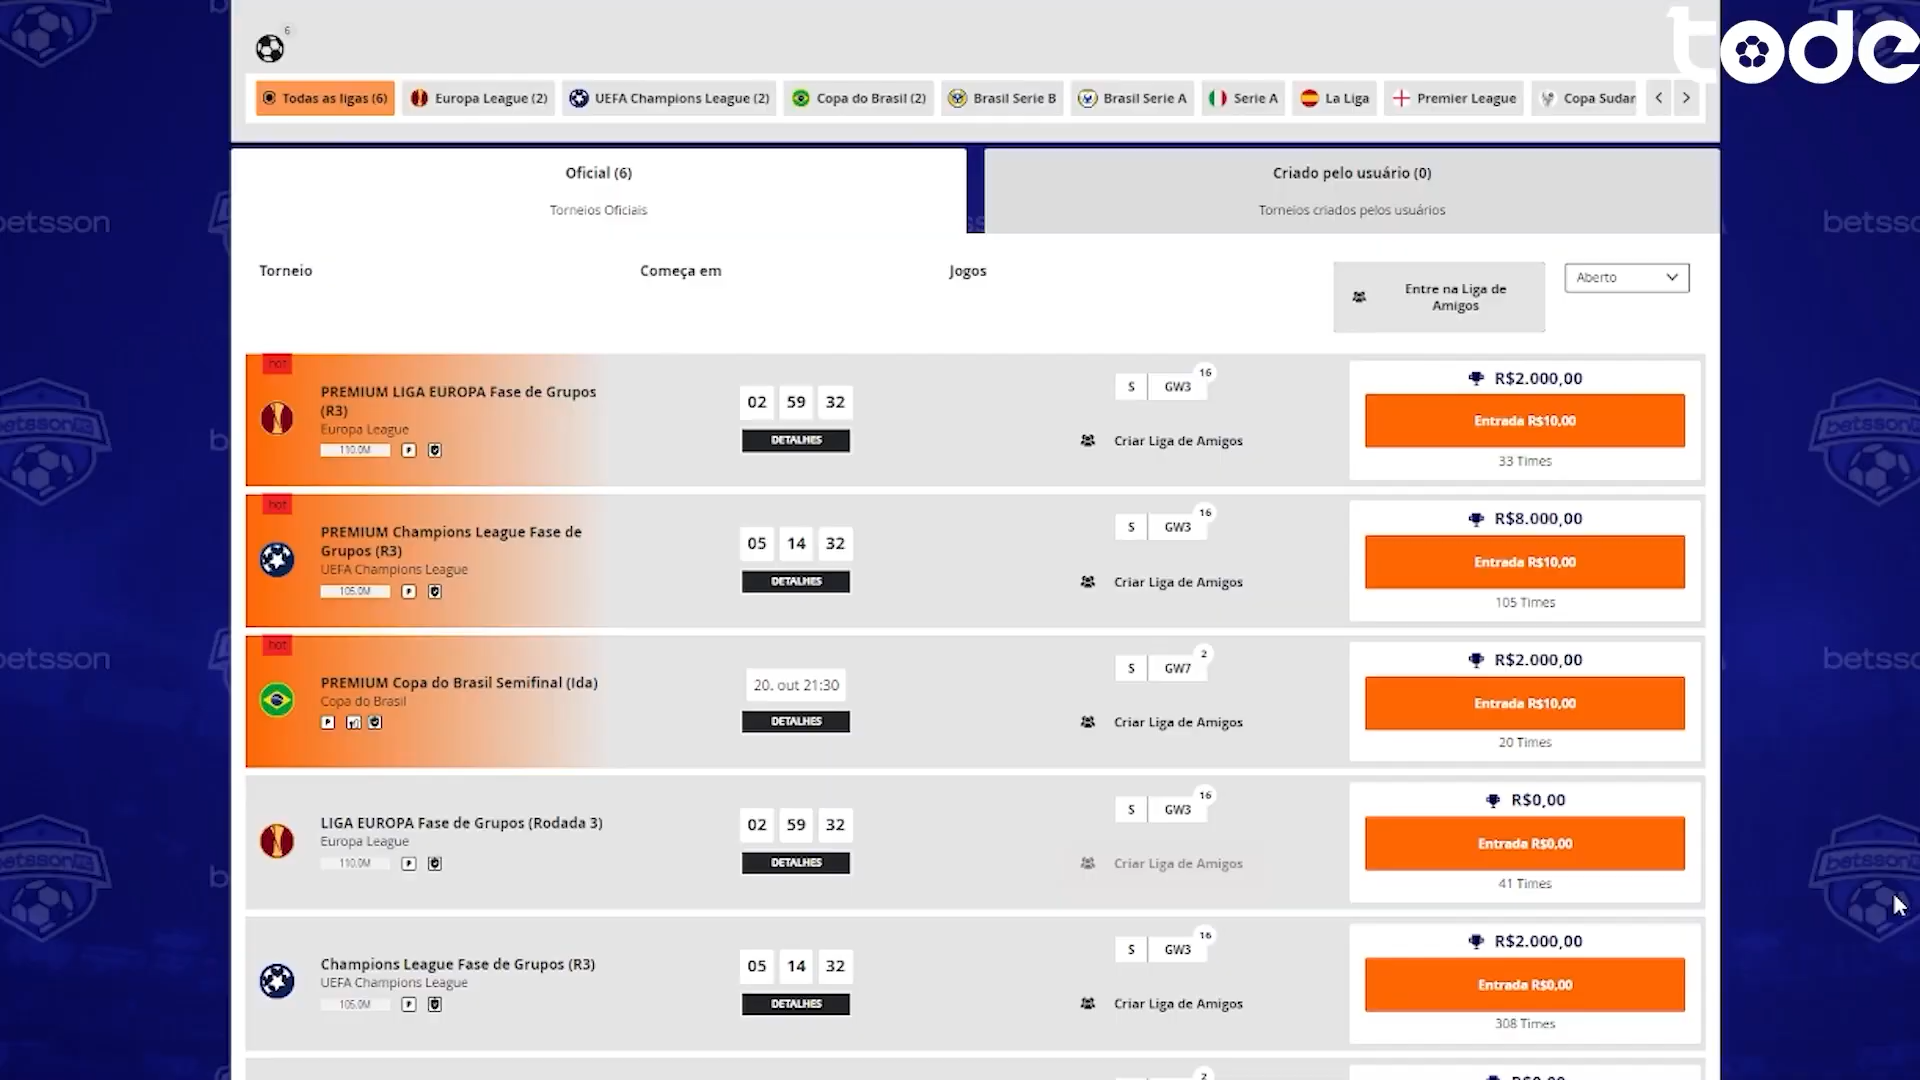 6
tode
Todas as ligas (6)
Europa League (2)
UEFA Champions League (2)
Copa do Brasil (2)
Brasil Serie B
Brasil Serie A
Serie A
La Liga
Premier League
Copa Sudar
Oficial (6)
Torneios Oficiais
Criado pelo usuário (0)
Torneios criados pelos usuários
Torneio
Começa em
Jogos
Entre na Liga de
Amigos
Aberto
hot
PREMIUM LIGA EUROPA Fase de Grupos
(R3)
Europa League
110.0M
P
02 59 32
DETALHES
S GW3 16
Criar Liga de Amigos
R$2.000,00
Entrada R$10,00
33 Times
hot
PREMIUM Champions League Fase de
Grupos (R3)
UEFA Champions League
105.0M
P
05 14 32
DETALHES
S GW3 16
Criar Liga de Amigos
R$8.000,00
Entrada R$10,00
105 Times
hot
PREMIUM Copa do Brasil Semifinal (Ida)
Copa do Brasil
P
20. out 21:30
DETALHES
S GW7 2
Criar Liga de Amigos
R$2.000,00
Entrada R$10,00
20 Times
LIGA EUROPA Fase de Grupos (Rodada 3)
Europa League
110.0M
P
02 59 32
DETALHES
S GW3 16
Criar Liga de Amigos
R$0,00
Entrada R$0,00
41 Times
Champions League Fase de Grupos (R3)
UEFA Champions League
105.0M
P
05 14 32
DETALHES
S GW3 16
Criar Liga de Amigos
R$2.000,00
Entrada R$0,00
308 Times
2
betsson
betsson
betsso
betsso